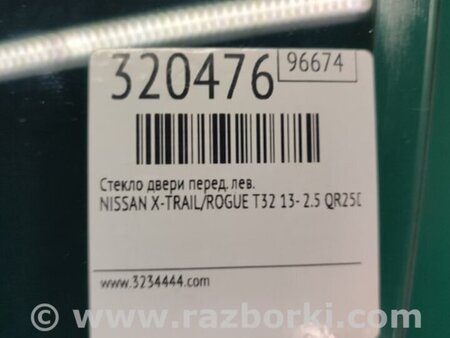 320476
96674
Стекло двери перед. лев.
NISSAN X-TRAIL/ROGUE T32 13- 2.5 QR25D
www.3234444.com
© www.razborki.com